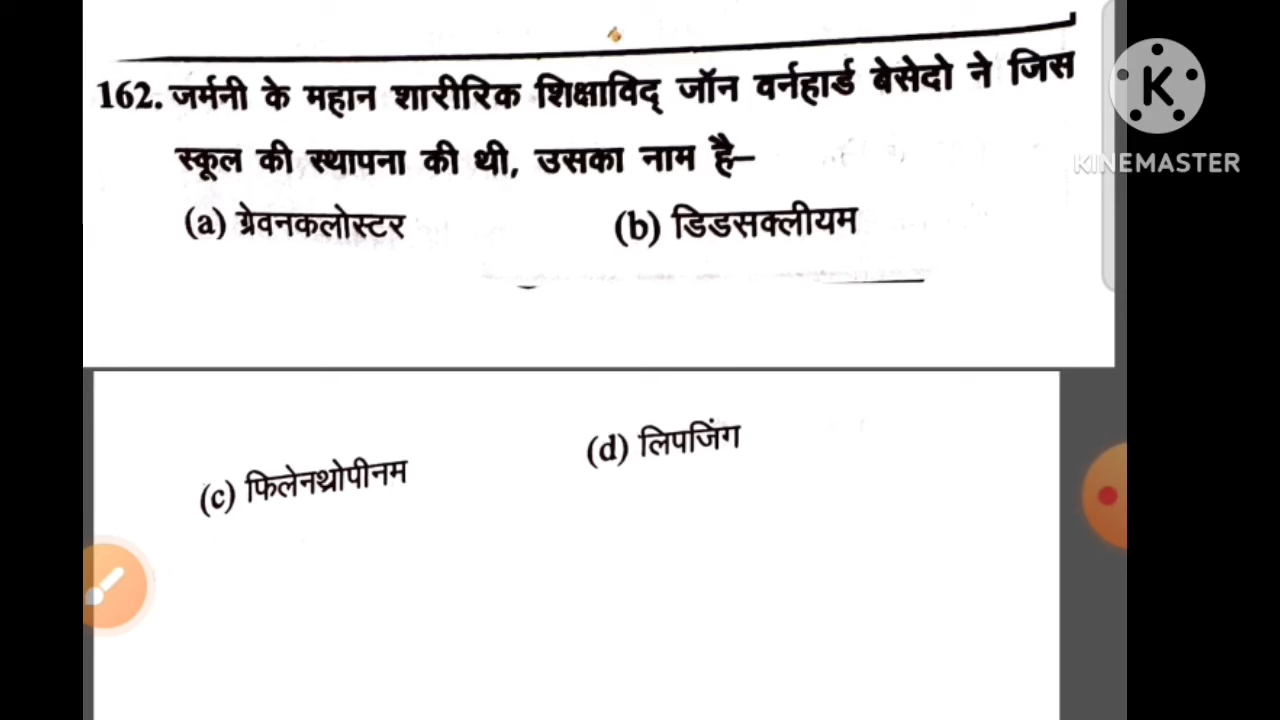 162. जर्मनी के महान शारीरिक शिक्षाविद् जॉन वर्नहार्ड बेसेदो ने जिस
स्कूल की स्थापना की थी, उसका नाम है–
(a) ग्रेवनकलोस्टर (b) डिडसक्लीयम
(c) फिलेनथ्रोपीनम (d) लिपजिंग
K
KINEMASTER